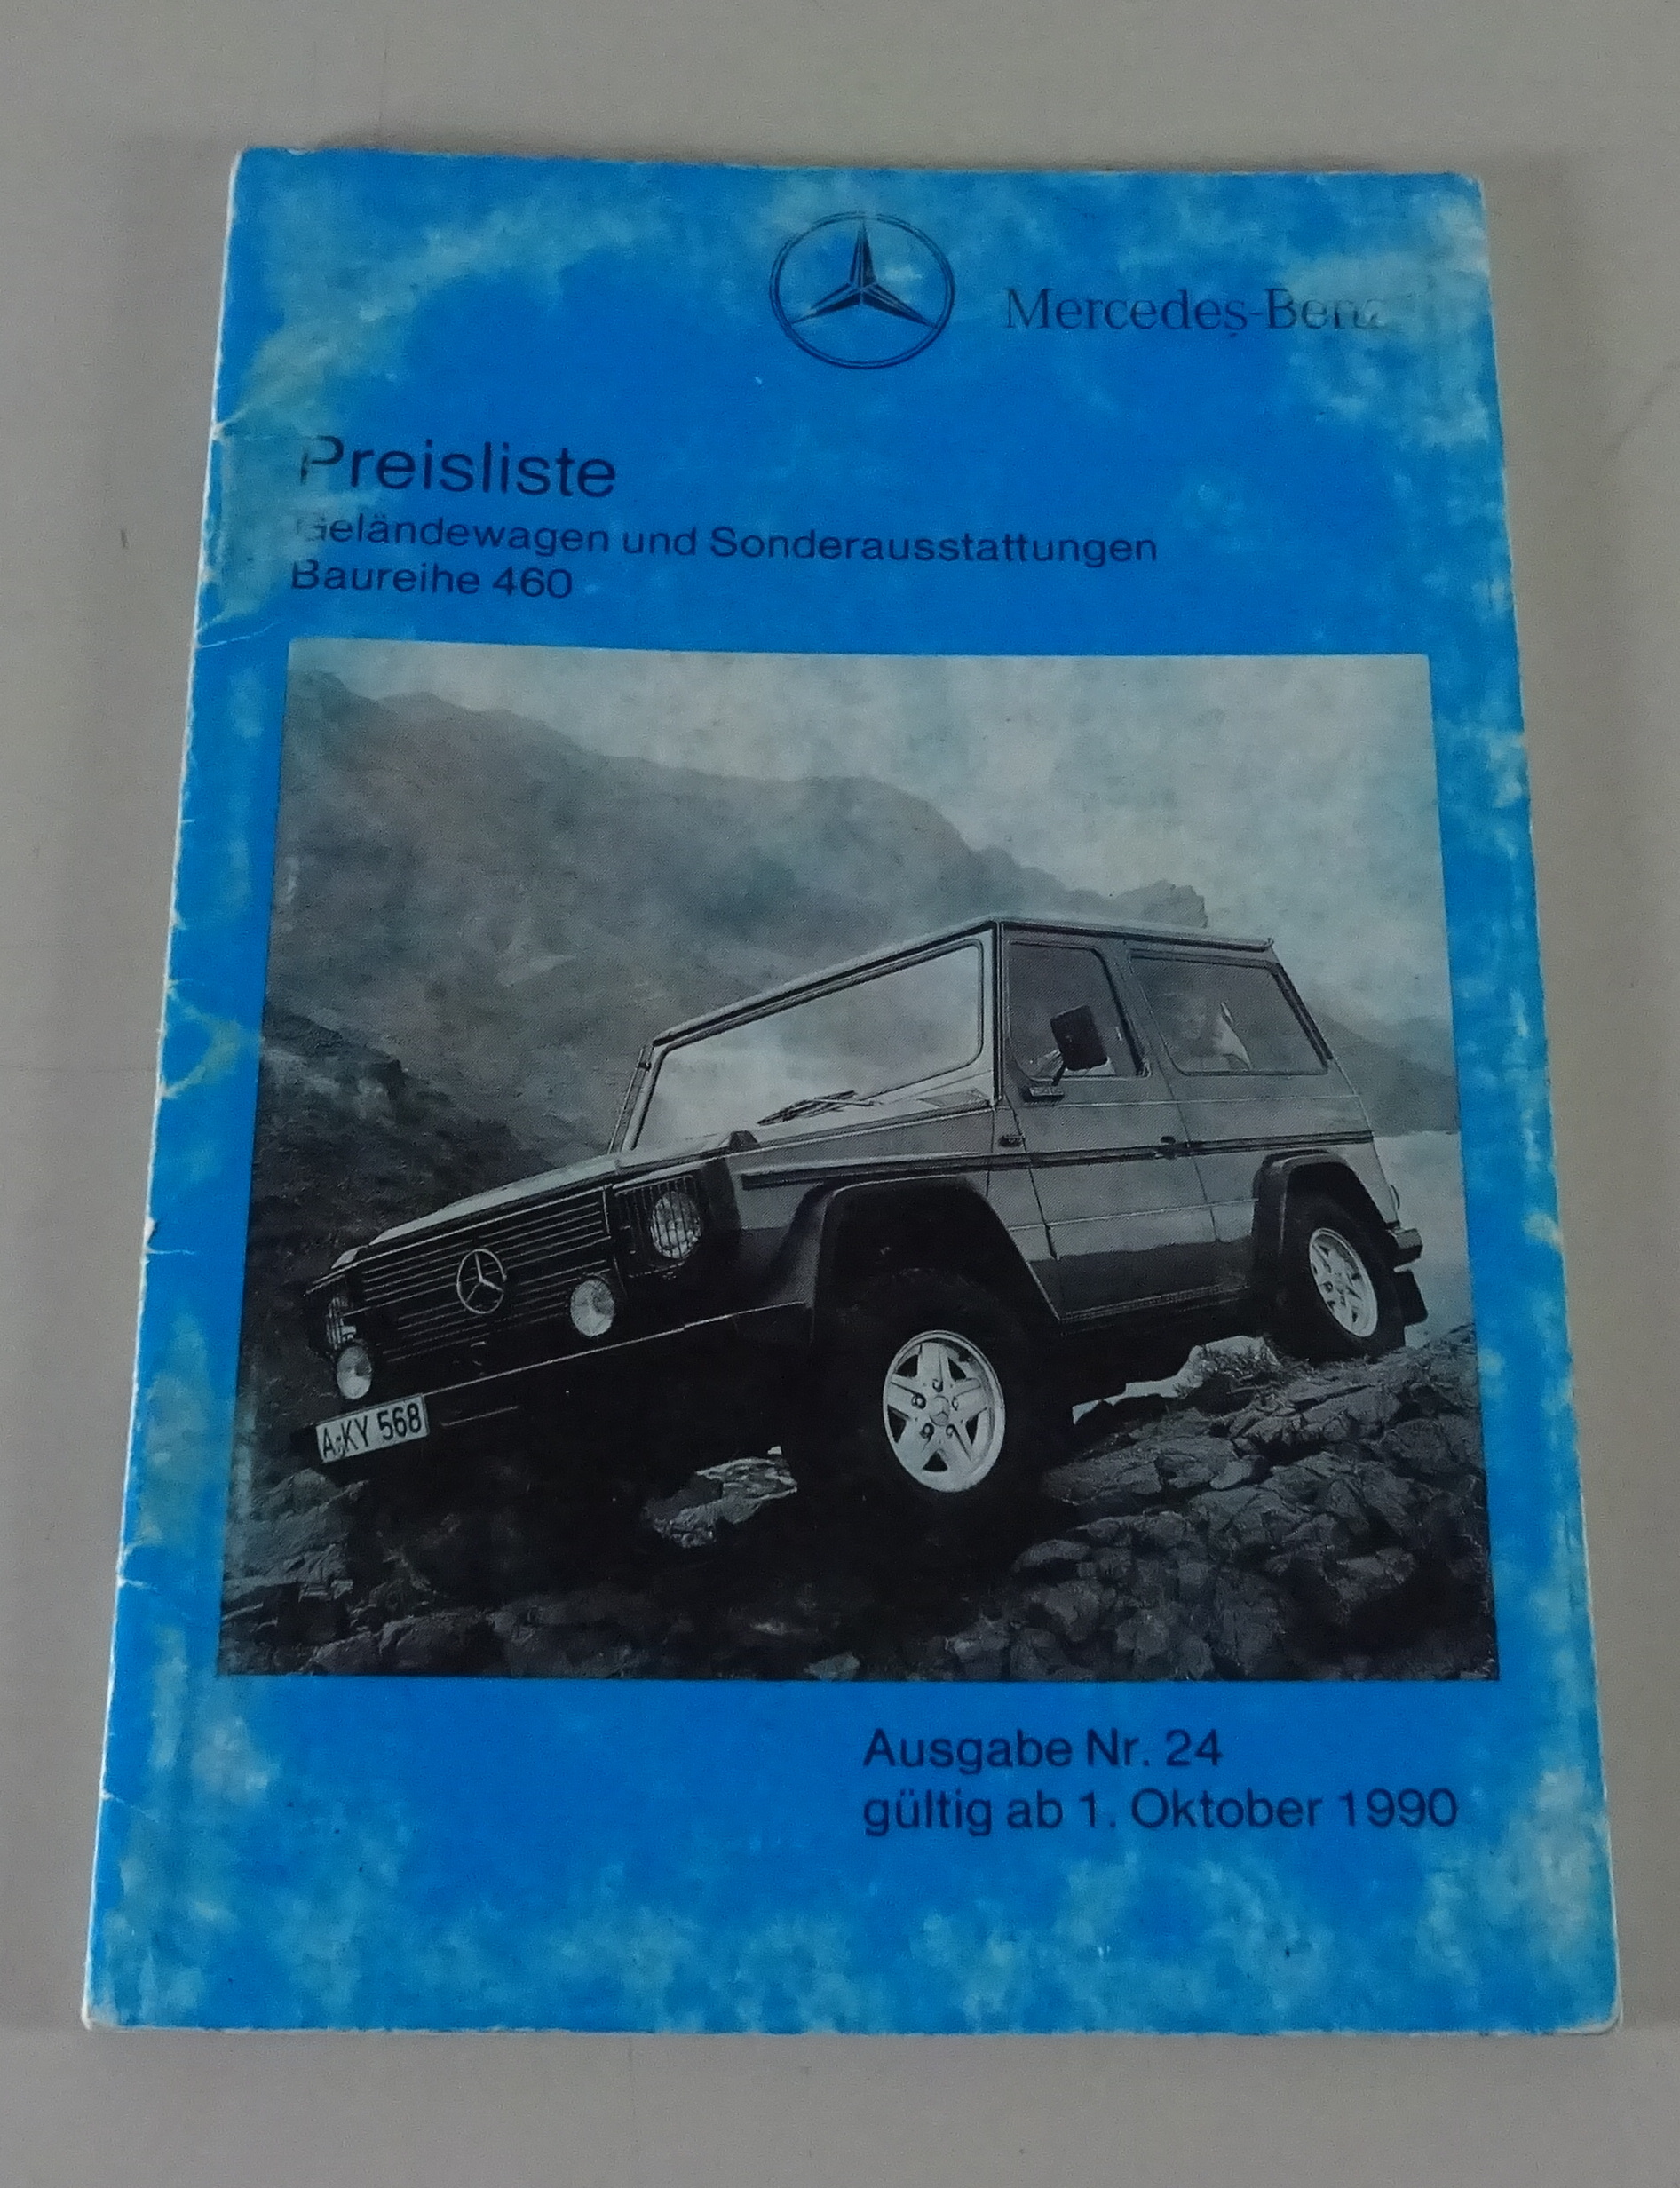 Mercedes-Benz
Preisliste
Geländewagen und Sonderausstattungen
Baureihe 460
A-KY 568
Ausgabe Nr. 24
gültig ab 1. Oktober 1990